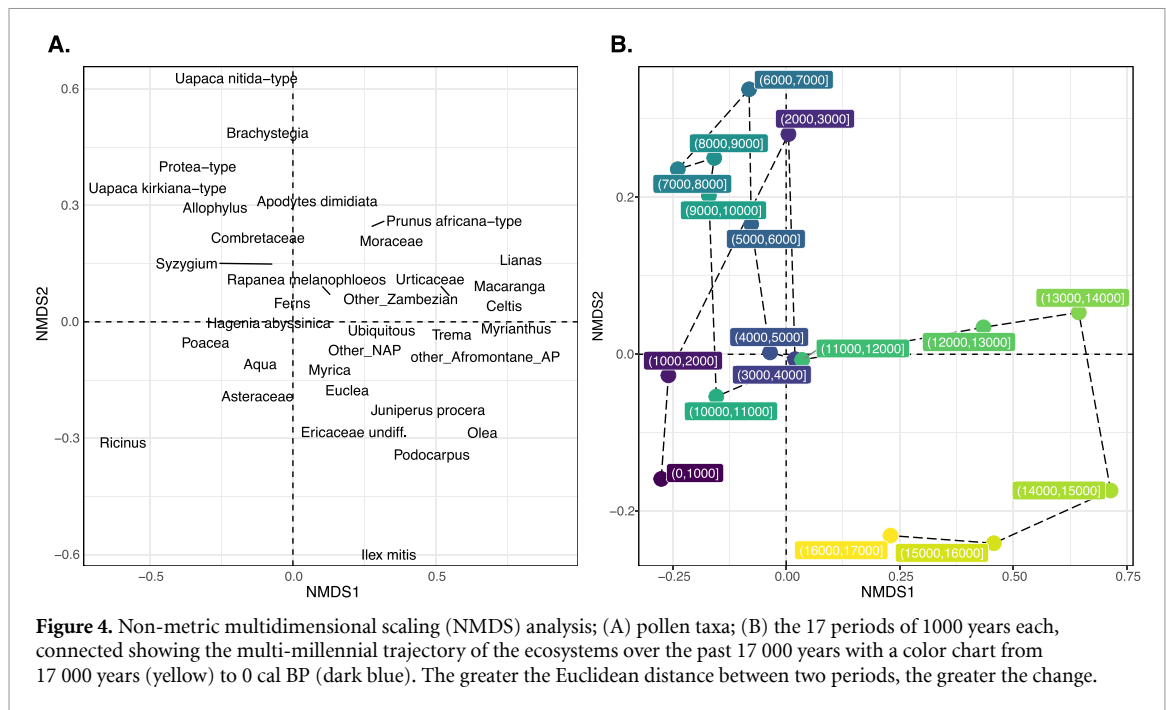 A.
NMDS2
0.6
0.3
0.0
−0.3
−0.6
Uapaca nitida−type
Brachystegia
Protea−type
Uapaca kirkiana−type
Allophylus
Apodytes dimidiata
Prunus africana−type
Combretaceae
Moraceae
Syzygium
Lianas
Rapanea melanophloeos
Urticaceae
Macaranga
Ferns
Other_Zambezian
Celtis
Hagenia abyssinica
Ubiquitous
Trema
Myrianthus
Poacea
Other_NAP
other_Afromontane_AP
Aqua
Myrica
Euclea
Asteraceae
Juniperus procera
Ericaceae undiff.
Olea
Ricinus
Podocarpus
Ilex mitis
−0.5
0.0
0.5
NMDS1
B.
NMDS2
0.2
0.0
−0.2
(6000,7000]
(2000,3000]
(8000,9000]
(7000,8000]
(9000,10000]
(5000,6000]
(13000,14000]
(4000,5000]
(12000,13000]
(11000,12000]
(1000,2000]
(3000,4000]
(10000,11000]
(0,1000]
(14000,15000]
(16000,17000]
(15000,16000]
−0.25
0.00
0.25
0.50
0.75
NMDS1
Figure 4. Non-metric multidimensional scaling (NMDS) analysis; (A) pollen taxa; (B) the 17 periods of 1000 years each,
connected showing the multi-millennial trajectory of the ecosystems over the past 17 000 years with a color chart from
17 000 years (yellow) to 0 cal BP (dark blue). The greater the Euclidean distance between two periods, the greater the change.